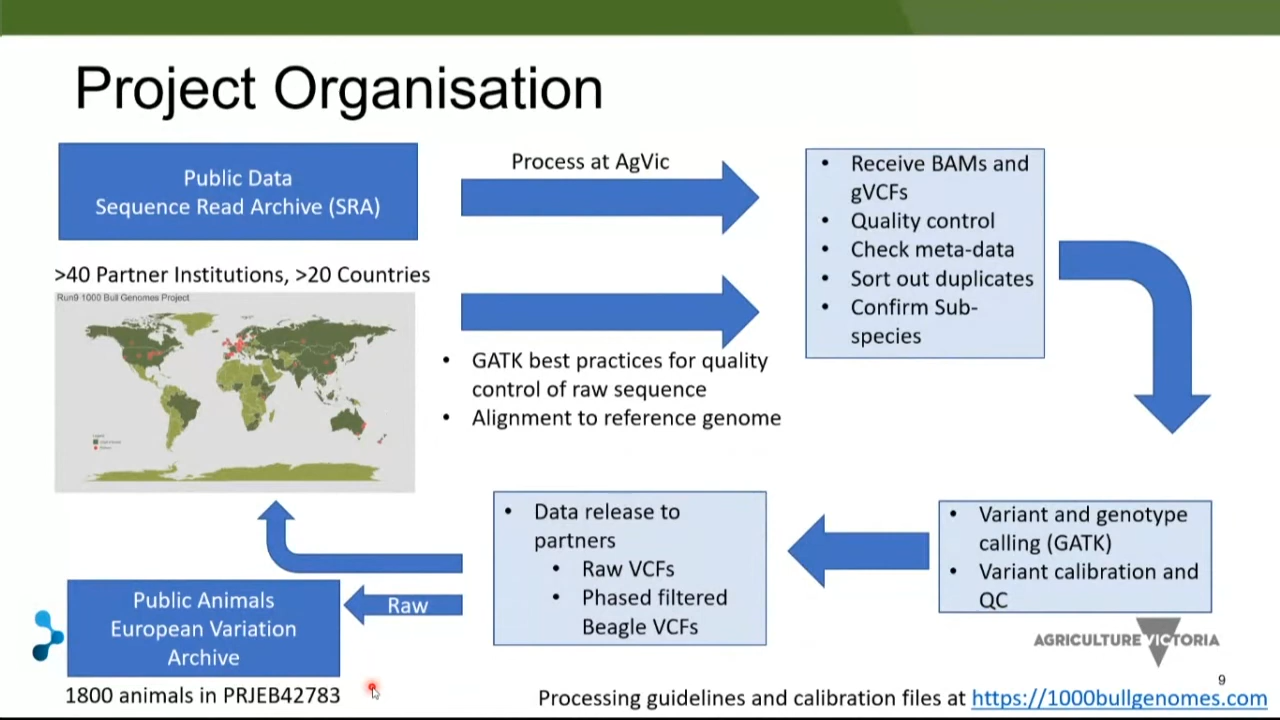 Project Organisation
Public Data
Sequence Read Archive (SRA)
Process at AgVic
• Receive BAMs and
gVCFs
• Quality control
• Check meta-data
• Sort out duplicates
• Confirm Sub-
species
>40 Partner Institutions, >20 Countries
Run9 1000 Bull Genomes Project
• GATK best practices for quality
control of raw sequence
• Alignment to reference genome
• Variant and genotype
calling (GATK)
• Variant calibration and
QC
• Data release to
partners
• Raw VCFs
• Phased filtered
Beagle VCFs
Raw
Public Animals
European Variation
Archive
1800 animals in PRJEB42783
AGRICULTURE VICTORIA
9
Processing guidelines and calibration files at https://1000bullgenomes.com